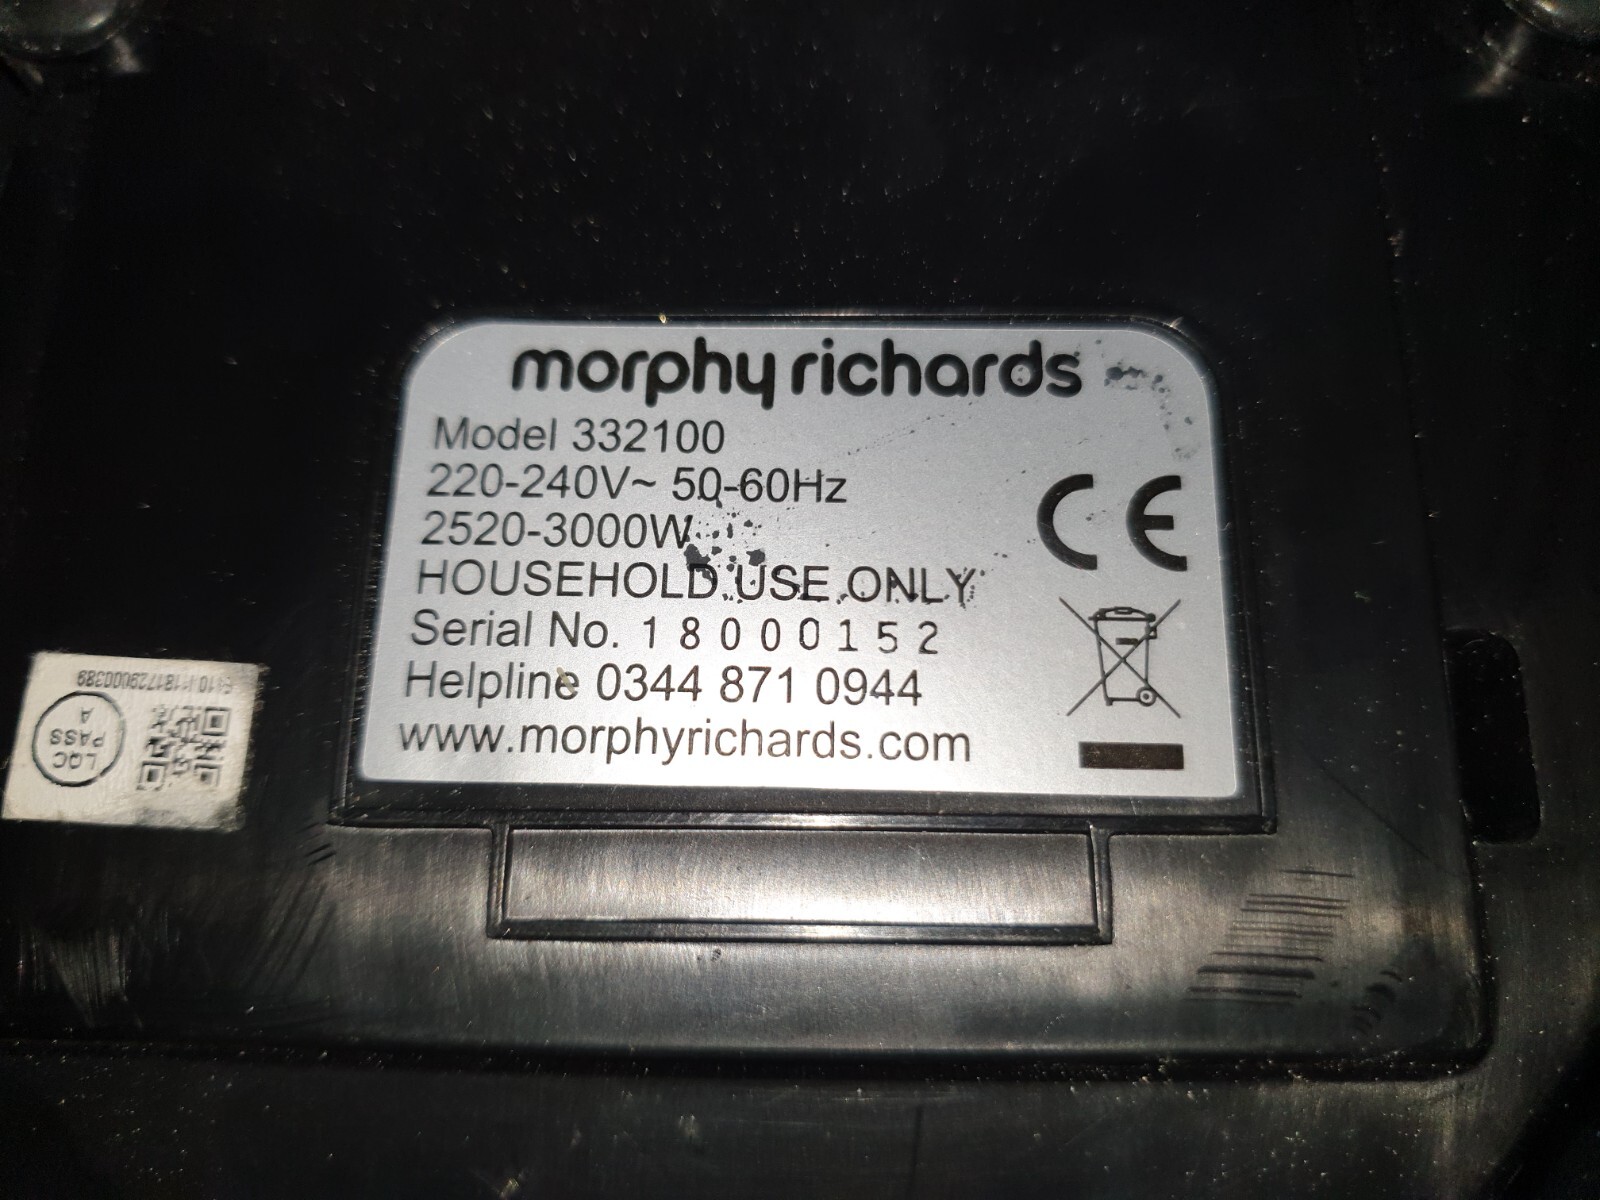 morphy richards
Model 332100
220-240V~ 50-60Hz
2520-3000W
HOUSEHOLD USE ONLY
Serial No. 18000152
Helpline 0344 871 0944
www.morphyrichards.com
CE
LQC
PASS
A